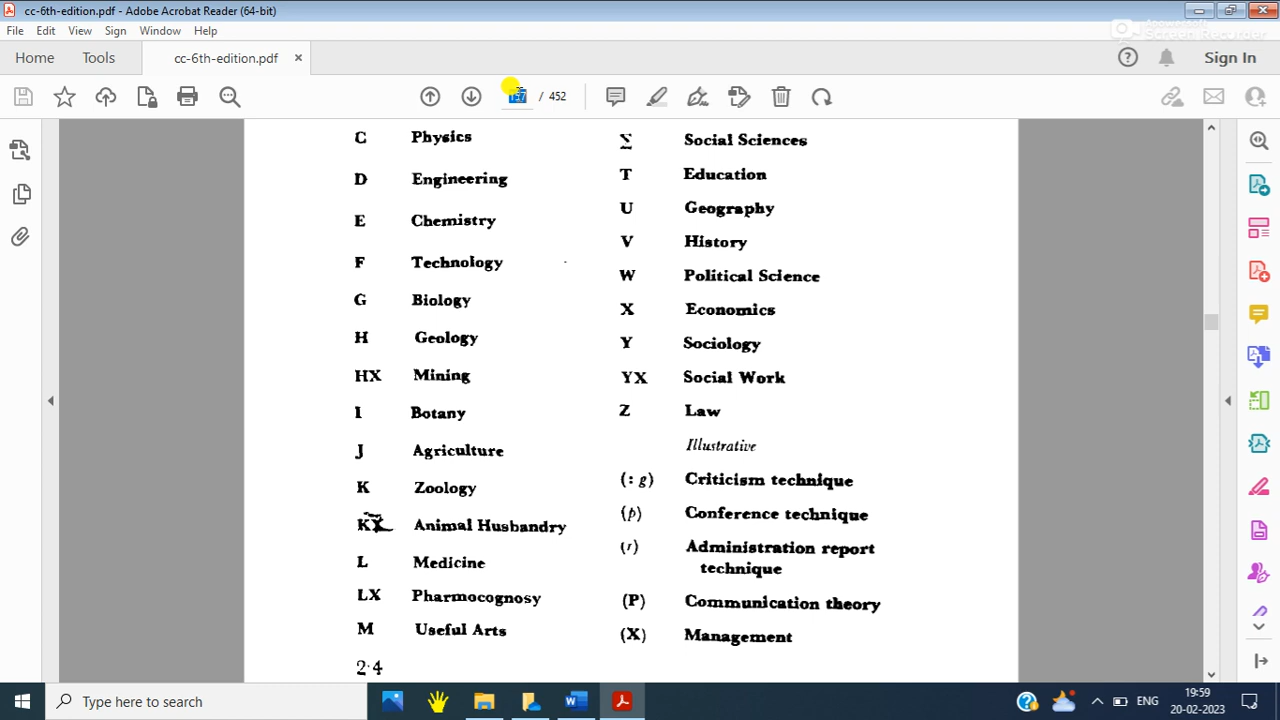 cc-6th-edition.pdf - Adobe Acrobat Reader (64-bit)
File Edit View Sign Window Help
Screen Recorder
Home Tools cc-6th-edition.pdf × Sign In
/ 452
C Physics
D Engineering
E Chemistry
F Technology
G Biology
H Geology
HX Mining
I Botany
J Agriculture
K Zoology
KX Animal Husbandry
L Medicine
LX Pharmocognosy
M Useful Arts
2·4
Σ Social Sciences
T Education
U Geography
V History
W Political Science
X Economics
Y Sociology
YX Social Work
Z Law
Illustrative
(: g) Criticism technique
(p) Conference technique
(r) Administration report
technique
(P) Communication theory
(X) Management
Type here to search
ENG
19:59
20-02-2023